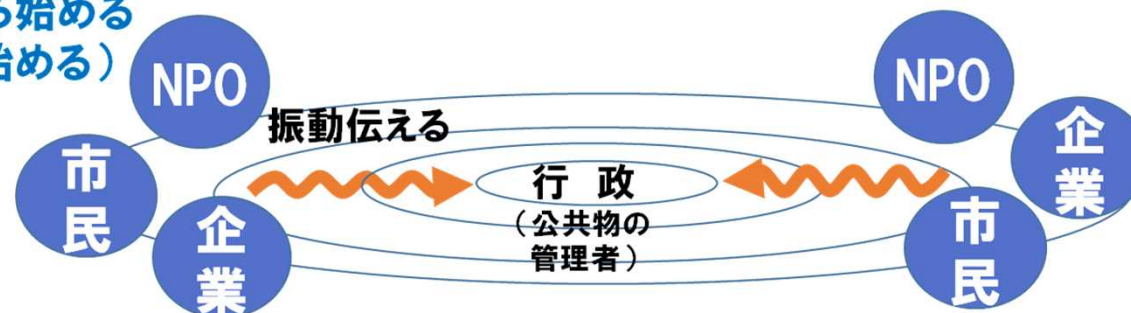 ら始める
始める）
NPO
振動伝える
市民
企業
行 政
（公共物の
管理者）
NPO
企業
市民